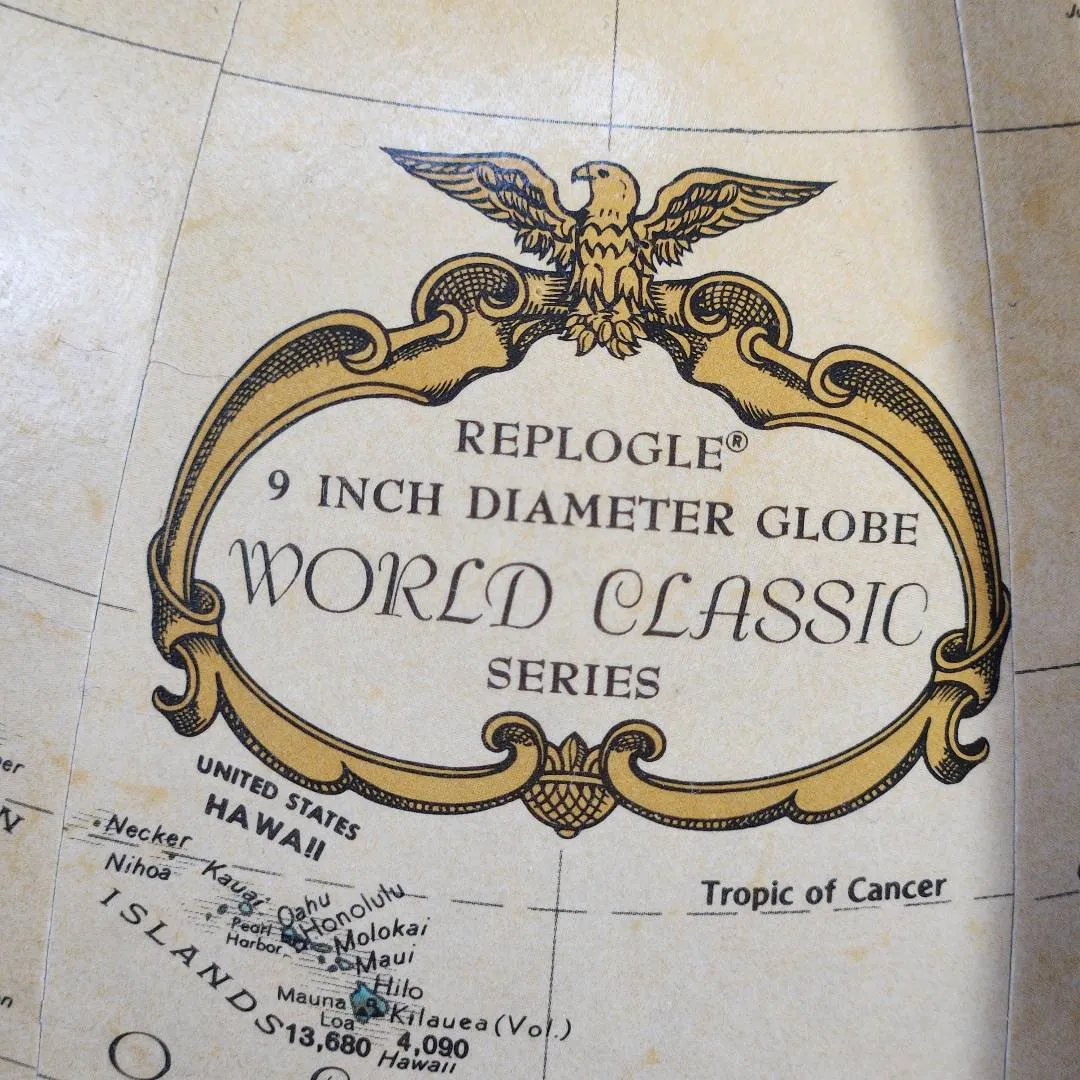 REPLOGLE®
9 INCH DIAMETER GLOBE
WORLD CLASSIC
SERIES
UNITED STATES
HAWAII
Necker
Nihoa
Kauai
Oahu
Honolulu
Pearl
Harbor
Molokai
Maui
Hilo
Mauna
Loa
13,680
Kilauea (Vol.)
4,090
Hawaii
ISLANDS
Tropic of Cancer
N
O